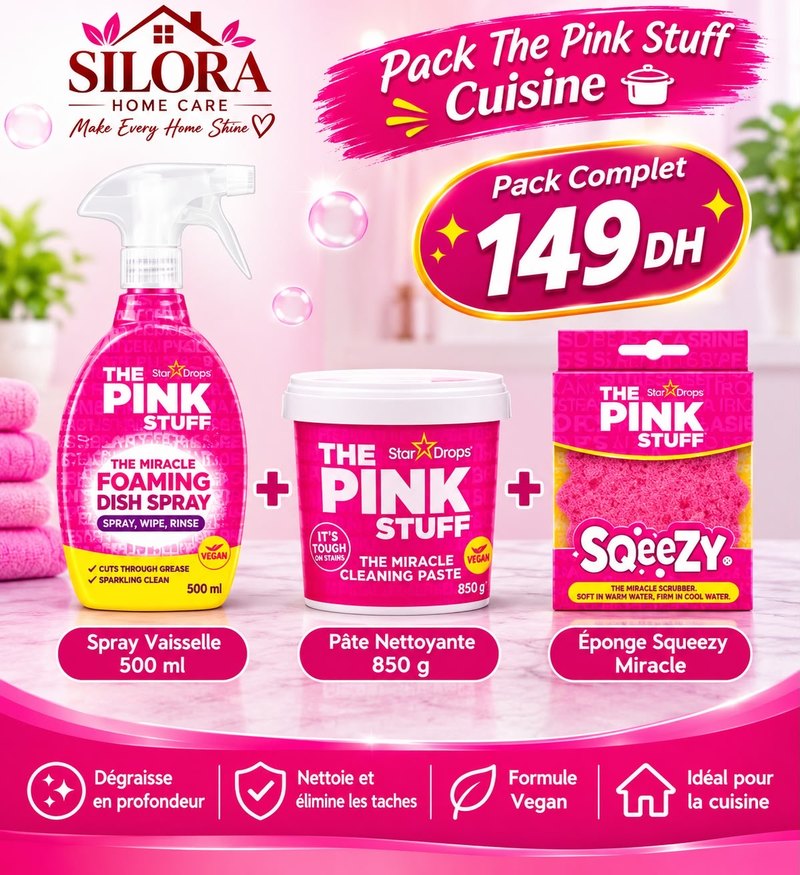 SILORA
HOME CARE
Make Every Home Shine
Pack The Pink Stuff
Cuisine
Pack Complet
149 DH
THE
Star Drops
PINK
STUFF
THE MIRACLE
FOAMING
DISH SPRAY
SPRAY, WIPE, RINSE
VEGAN
CUTS THROUGH GREASE
SPARKLING CLEAN
500 ml
+
THE
Star Drops
PINK
STUFF
IT'S
TOUGH
ON STAINS
VEGAN
THE MIRACLE
CLEANING PASTE
850 g
+
THE
Star Drops
PINK
STUFF
SQeeZY
THE MIRACLE SCRUBBER.
SOFT IN WARM WATER, FIRM IN COOL WATER.
Spray Vaisselle
500 ml
Pâte Nettoyante
850 g
Éponge Squeezy
Miracle
Dégraisse
en profondeur
Nettoie et
élimine les taches
Formule
Vegan
Idéal pour
la cuisine